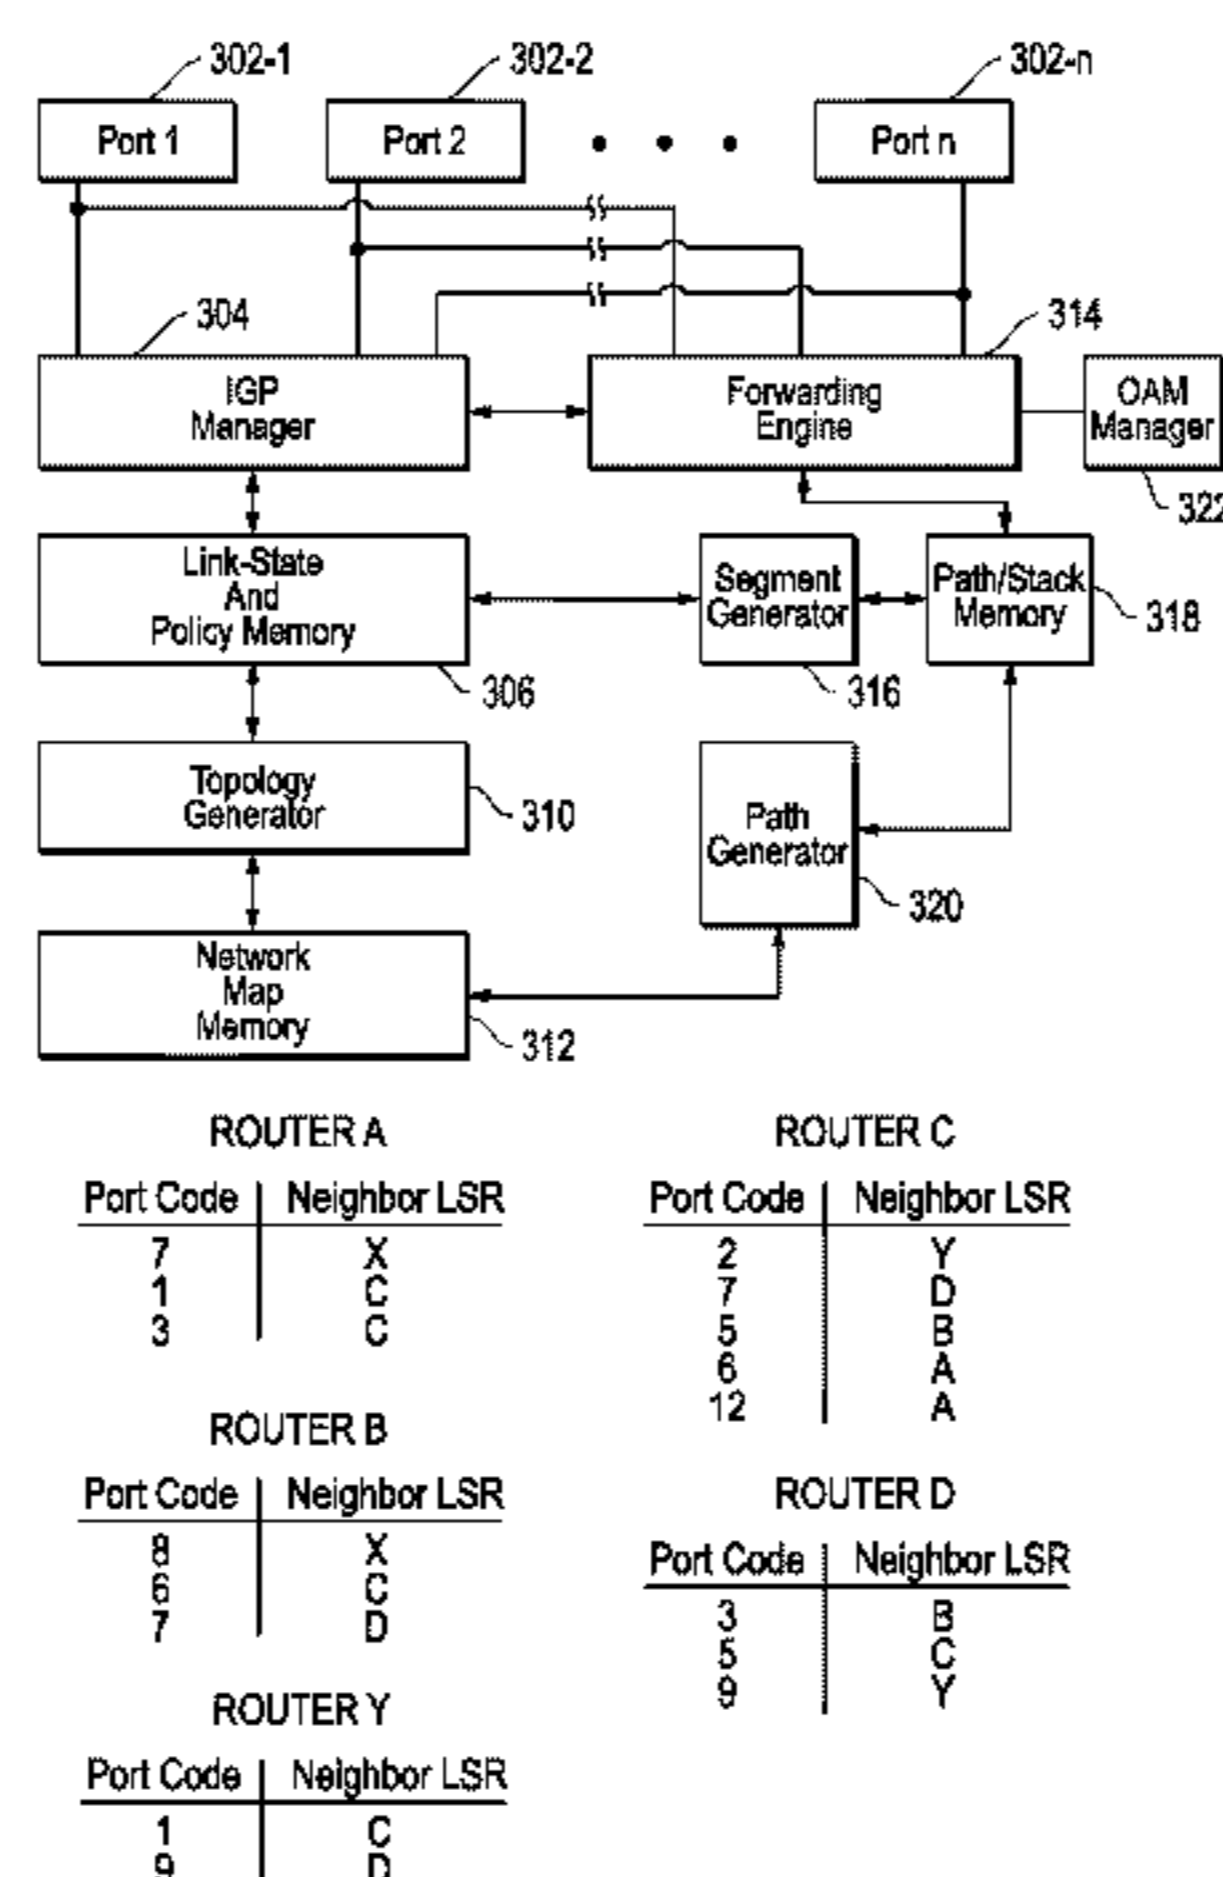 302-1
302-2
302-n
Port 1
Port 2
Port n
304
314
IGP
Manager
Forwarding
Engine
OAM
Manager
322
Link-State
And
Policy Memory
Segment
Generator
Path/Stack
Memory
318
306
316
Topology
Generator
310
Path
Generator
320
Network
Map
Memory
312
ROUTER A
Port Code Neighbor LSR
7 X
1 C
3 C
ROUTER B
Port Code Neighbor LSR
8 X
6 C
7 D
ROUTER Y
Port Code Neighbor LSR
1 C
9 D
ROUTER C
Port Code Neighbor LSR
2 Y
7 D
5 B
6 A
12 A
ROUTER D
Port Code Neighbor LSR
3 B
5 C
9 Y